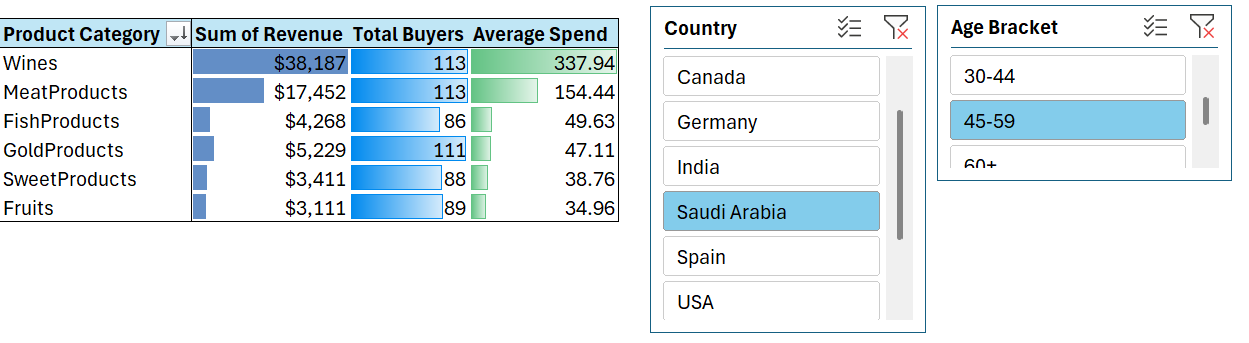 Product Category Sum of Revenue Total Buyers Average Spend
Wines $38,187 113 337.94
MeatProducts $17,452 113 154.44
FishProducts $4,268 86 49.63
GoldProducts $5,229 111 47.11
SweetProducts $3,411 88 38.76
Fruits $3,111 89 34.96
Country
Canada
Germany
India
Saudi Arabia
Spain
USA
Age Bracket
30-44
45-59
60+